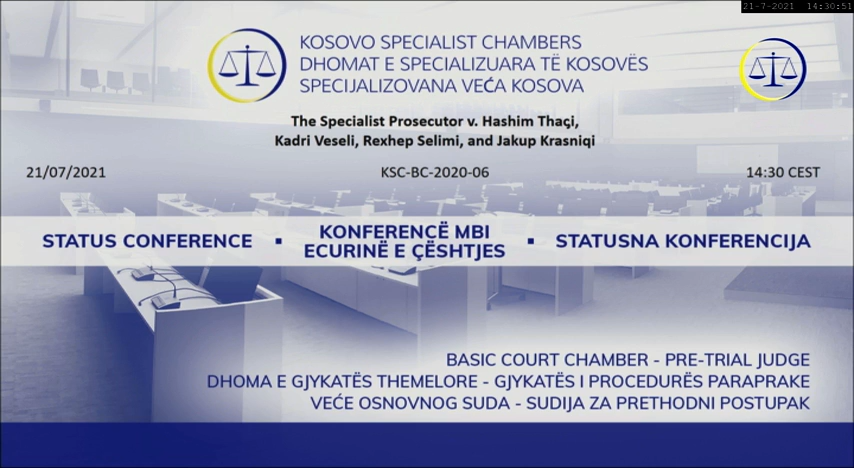 21-7-2021 14:30:51
KOSOVO SPECIALIST CHAMBERS
DHOMAT E SPECIALIZUARA TË KOSOVËS
SPECIJALIZOVANA VEĆA KOSOVA
The Specialist Prosecutor v. Hashim Thaçi,
Kadri Veseli, Rexhep Selimi, and Jakup Krasniqi
21/07/2021 KSC-BC-2020-06 14:30 CEST
STATUS CONFERENCE ▪ KONFERENCË MBI
ECURINË E ÇËSHTJES ▪ STATUSNA KONFERENCIJA
BASIC COURT CHAMBER - PRE-TRIAL JUDGE
DHOMA E GJYKATËS THEMELORE - GJYKATËS I PROCEDURËS PARAPRAKE
VEĆE OSNOVNOG SUDA - SUDIJA ZA PRETHODNI POSTUPAK